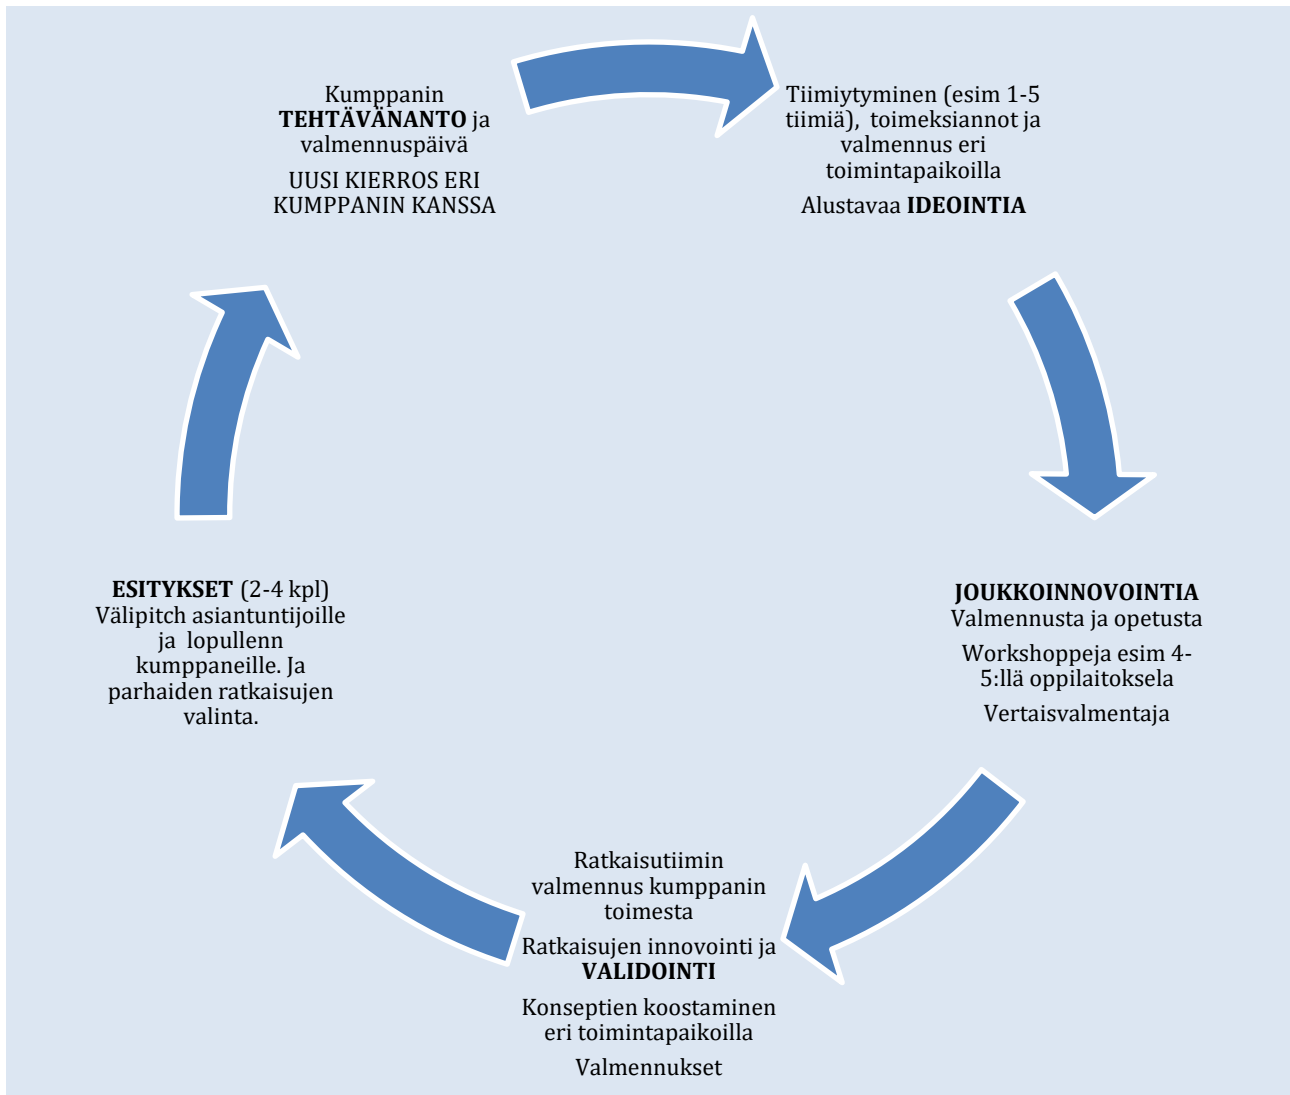 Kumppanin
TEHTÄVÄNANTO ja
valmennuspäivä
UUSI KIERROS ERI
KUMPPANIN KANSSA
Tiimiytyminen (esim 1-5
tiimiä),  toimeksiannot ja
valmennus eri
toimintapaikoilla
Alustavaa IDEOINTIA
JOUKKOINNOVOINTIA
Valmennusta ja opetusta
Workshoppeja esim 4-
5:llä oppilaitoksela
Vertaisvalmentaja
Ratkaisutiimin
valmennus kumppanin
toimesta
Ratkaisujen innovointi ja
VALIDOINTI
Konseptien koostaminen
eri toimintapaikoilla
Valmennukset
ESITYKSET (2-4 kpl)
Välipitch asiantuntijoille
ja  lopullenn
kumppaneille. Ja
parhaiden ratkaisujen
valinta.